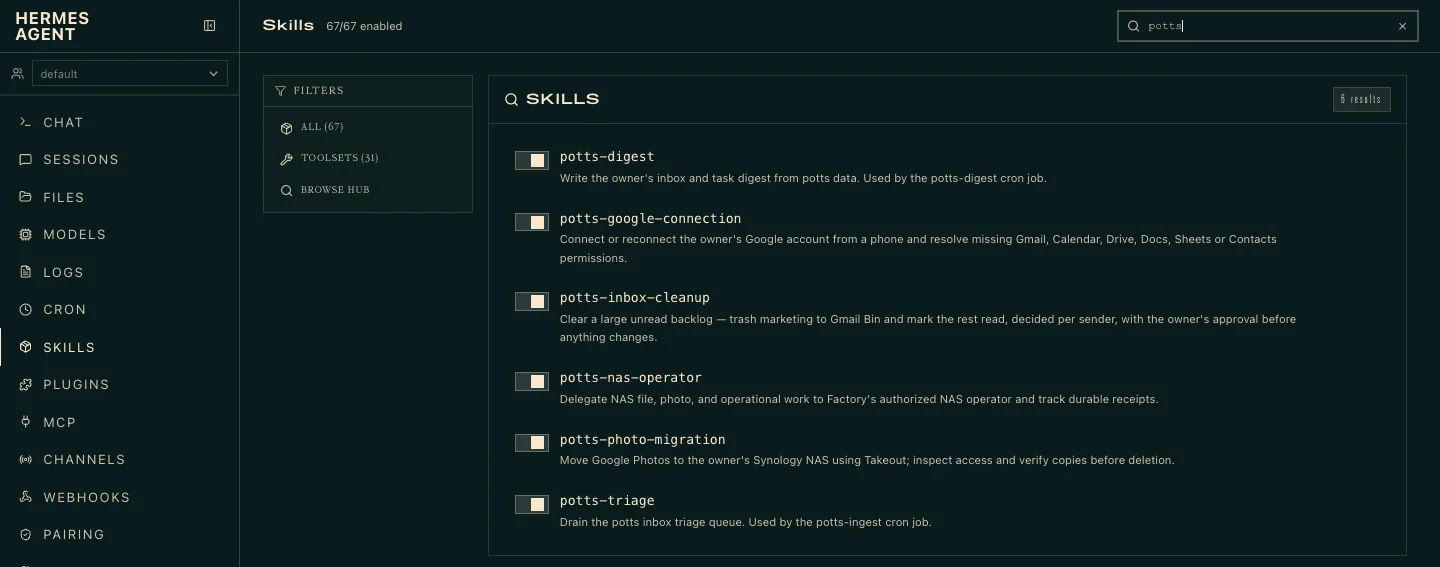 HERMES
AGENT
default
CHAT
SESSIONS
FILES
MODELS
LOGS
CRON
SKILLS
PLUGINS
MCP
CHANNELS
WEBHOOKS
PAIRING
Skills 67/67 enabled
potts
FILTERS
ALL (67)
TOOLSETS (31)
BROWSE HUB
SKILLS
6 results
potts-digest
Write the owner's inbox and task digest from potts data. Used by the potts-digest cron job.
potts-google-connection
Connect or reconnect the owner's Google account from a phone and resolve missing Gmail, Calendar, Drive, Docs, Sheets or Contacts
permissions.
potts-inbox-cleanup
Clear a large unread backlog — trash marketing to Gmail Bin and mark the rest read, decided per sender, with the owner's approval before
anything changes.
potts-nas-operator
Delegate NAS file, photo, and operational work to Factory's authorized NAS operator and track durable receipts.
potts-photo-migration
Move Google Photos to the owner's Synology NAS using Takeout; inspect access and verify copies before deletion.
potts-triage
Drain the potts inbox triage queue. Used by the potts-ingest cron job.